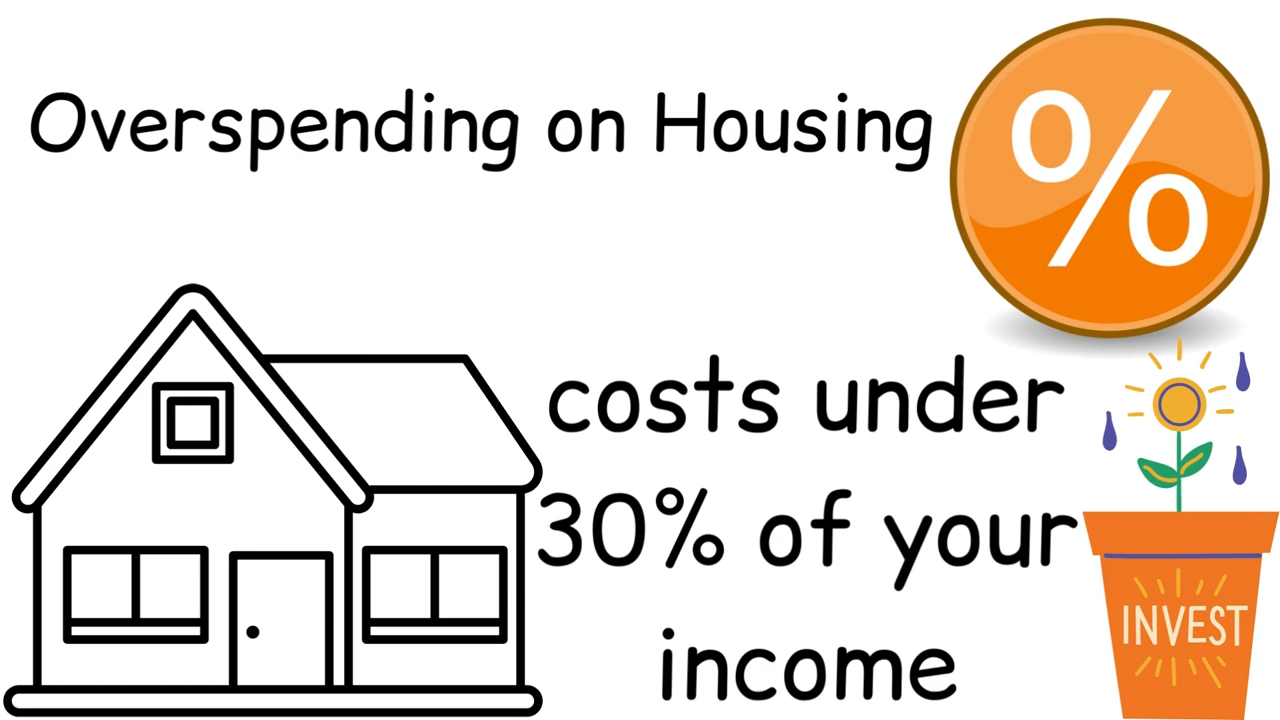 Overspending on Housing
%
costs under
30% of your
income
INVEST